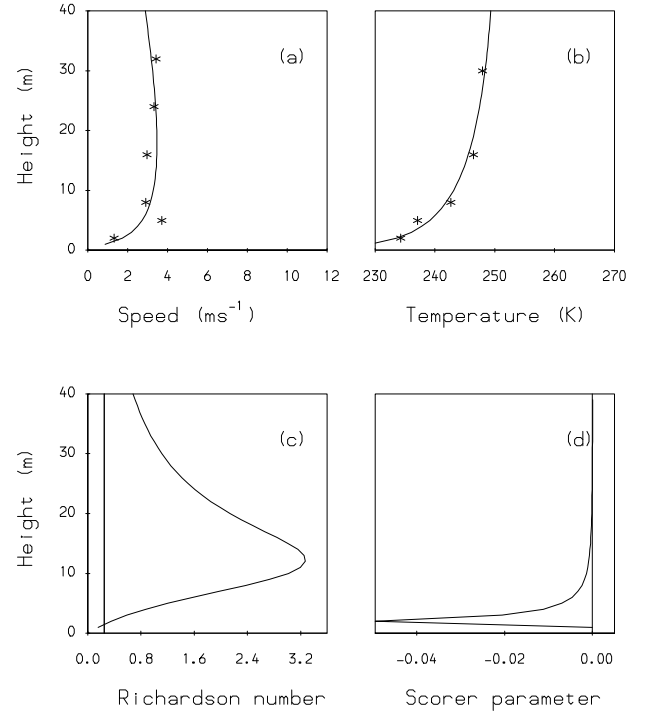 40
30
20
10
0
Height (m)
(a)
0 2 4 6 8 10 12
Speed (ms-1)
(b)
230 240 250 260 270
Temperature (K)
40
30
20
10
0
Height (m)
(c)
0.0 0.8 1.6 2.4 3.2
Richardson number
(d)
-0.04 -0.02 0.00
Scorer parameter